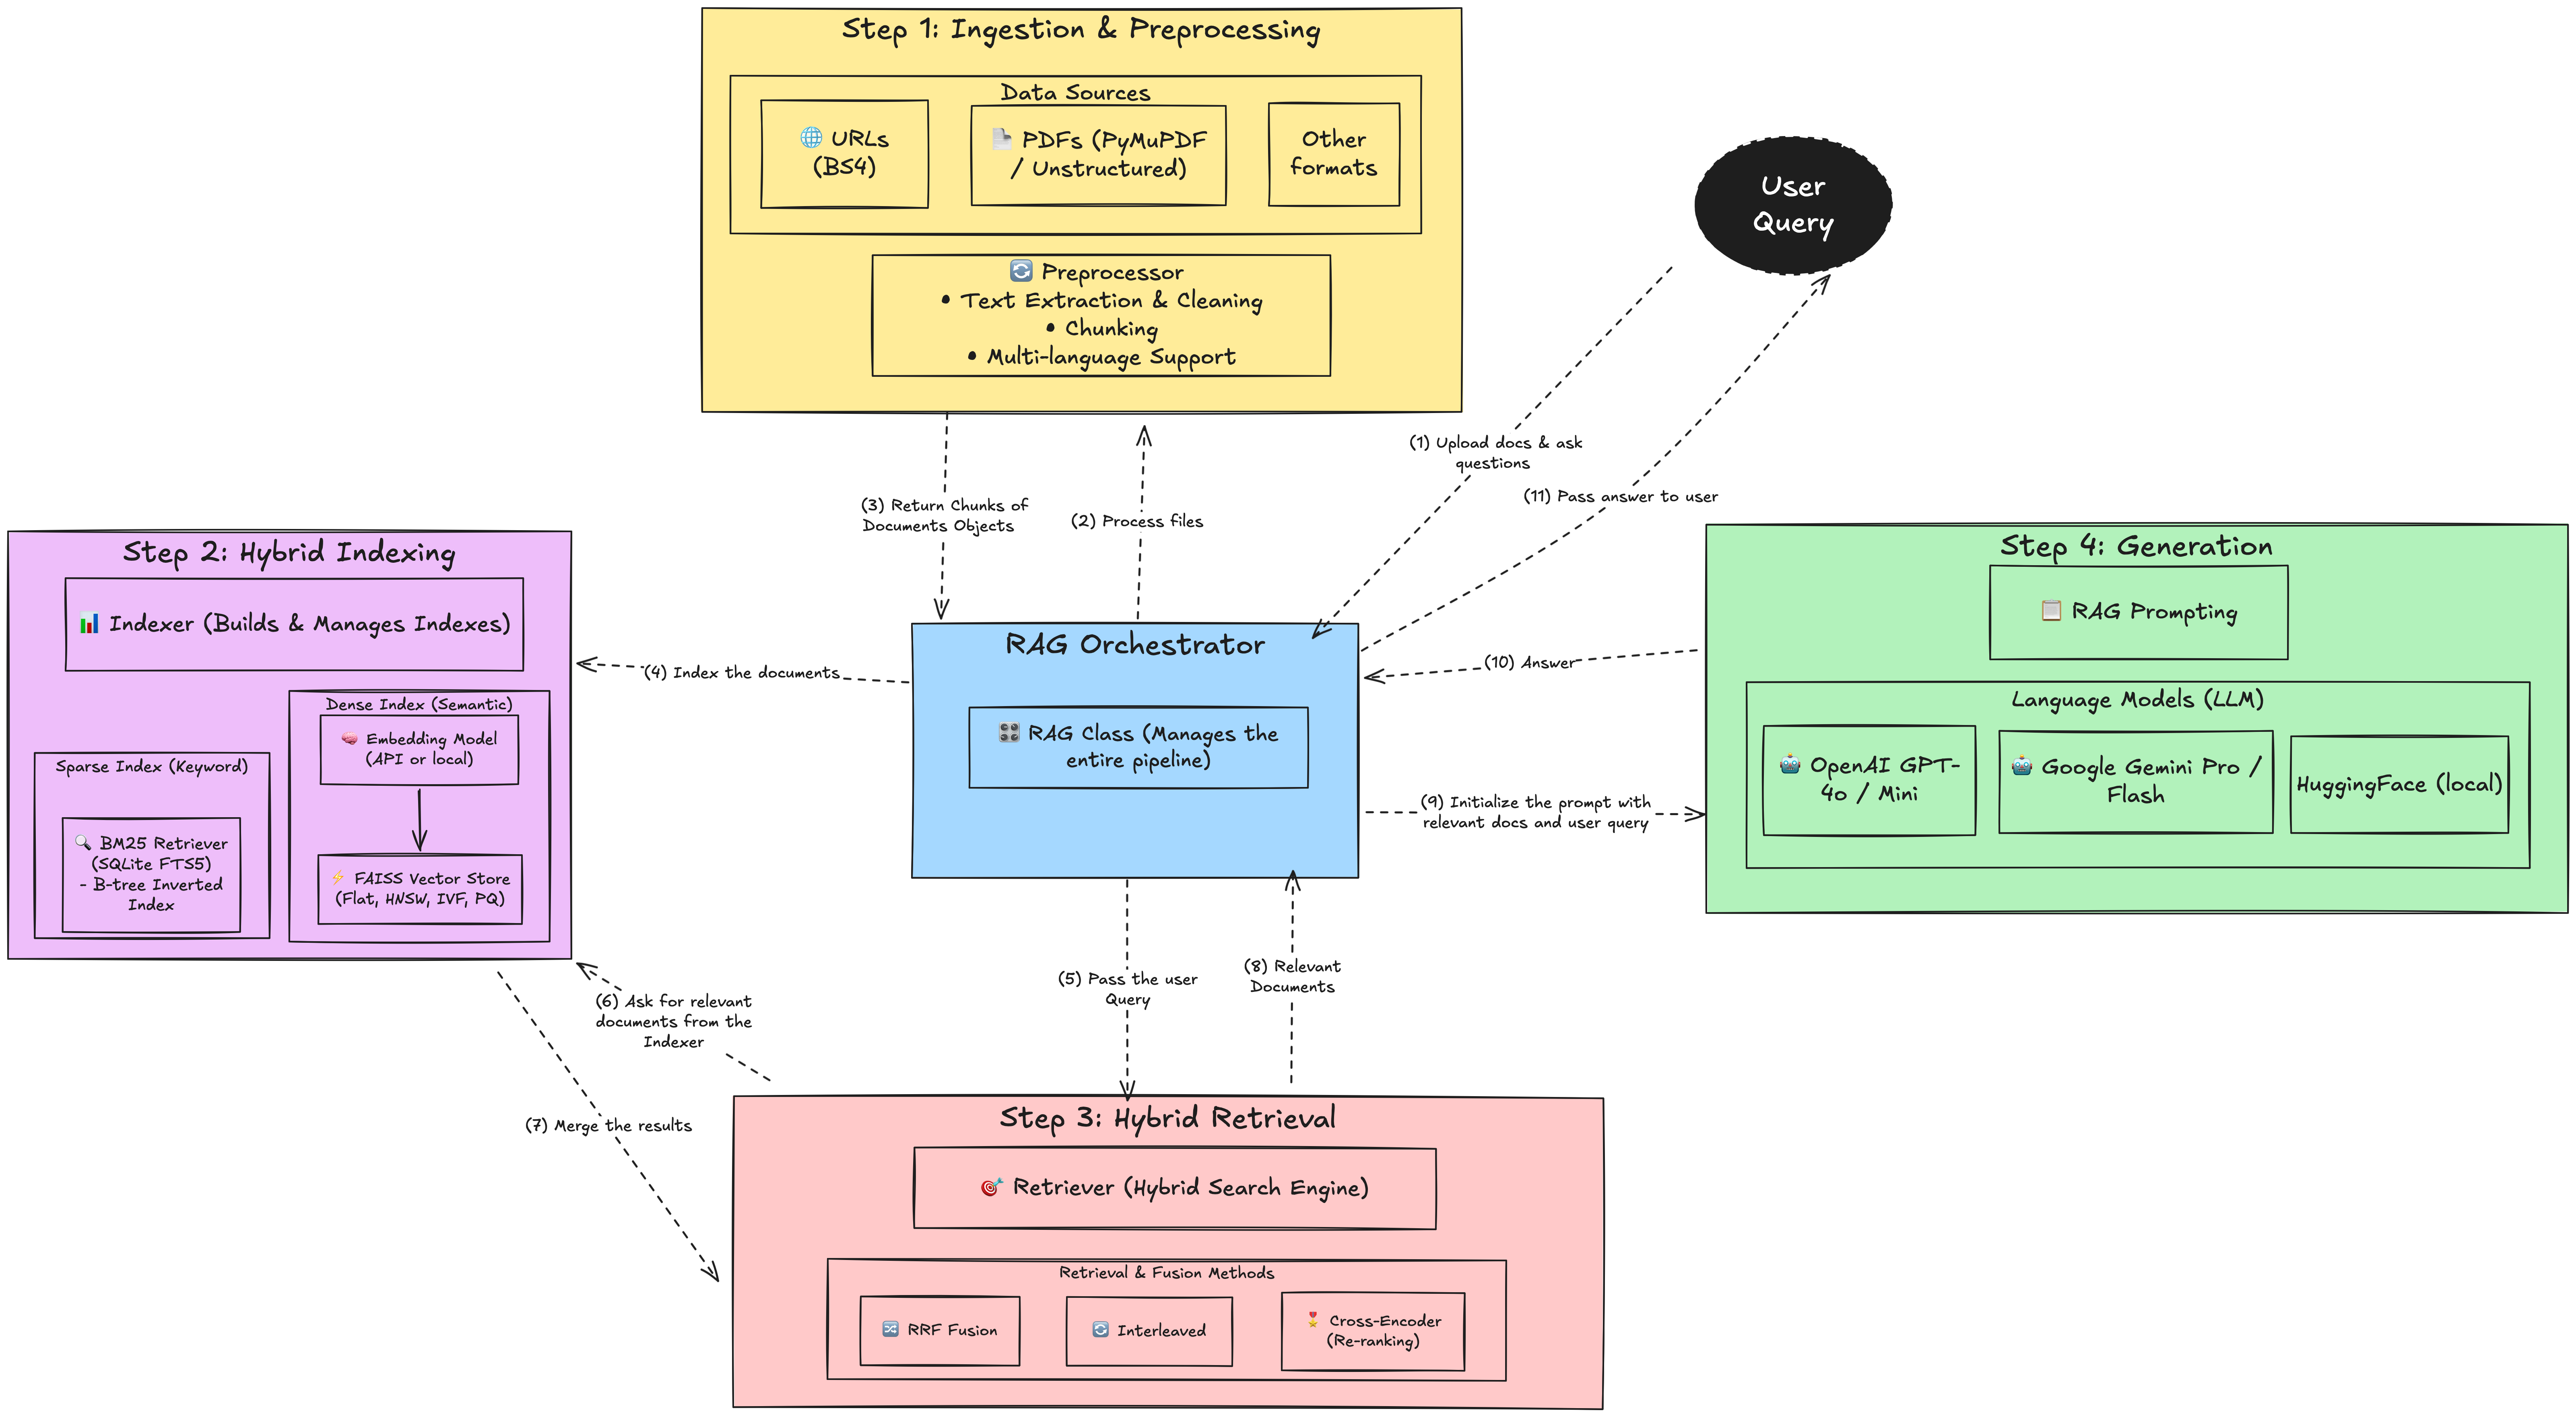 Step 1: Ingestion & Preprocessing
Data Sources
🌐 URLs
(BS4)
PDFs (PyMuPDF
/ Unstructured)
Other
formats
🔄 Preprocessor
• Text Extraction & Cleaning
• Chunking
• Multi-language Support
User
Query
(1) Upload docs & ask
questions
(11) Pass answer to user
(3) Return Chunks of
Documents Objects
(2) Process files
Step 2: Hybrid Indexing
📊 Indexer (Builds & Manages Indexes)
Dense Index (Semantic)
🧠 Embedding Model
(API or local)
Sparse Index (Keyword)
🔍 BM25 Retriever
(SQLite FTS5)
- B-tree Inverted
Index
⚡ FAISS Vector Store
(Flat, HNSW, IVF, PQ)
(4) Index the documents
RAG Orchestrator
🎛️ RAG Class (Manages the
entire pipeline)
(10) Answer
(9) Initialize the prompt with
relevant docs and user query
Step 4: Generation
📋 RAG Prompting
Language Models (LLM)
🤖 OpenAI GPT-
4o / Mini
🤖 Google Gemini Pro /
Flash
HuggingFace (local)
(5) Pass the user
Query
(8) Relevant
Documents
(6) Ask for relevant
documents from the
Indexer
(7) Merge the results
Step 3: Hybrid Retrieval
🎯 Retriever (Hybrid Search Engine)
Retrieval & Fusion Methods
🔀 RRF Fusion
🔄 Interleaved
🎖️ Cross-Encoder
(Re-ranking)